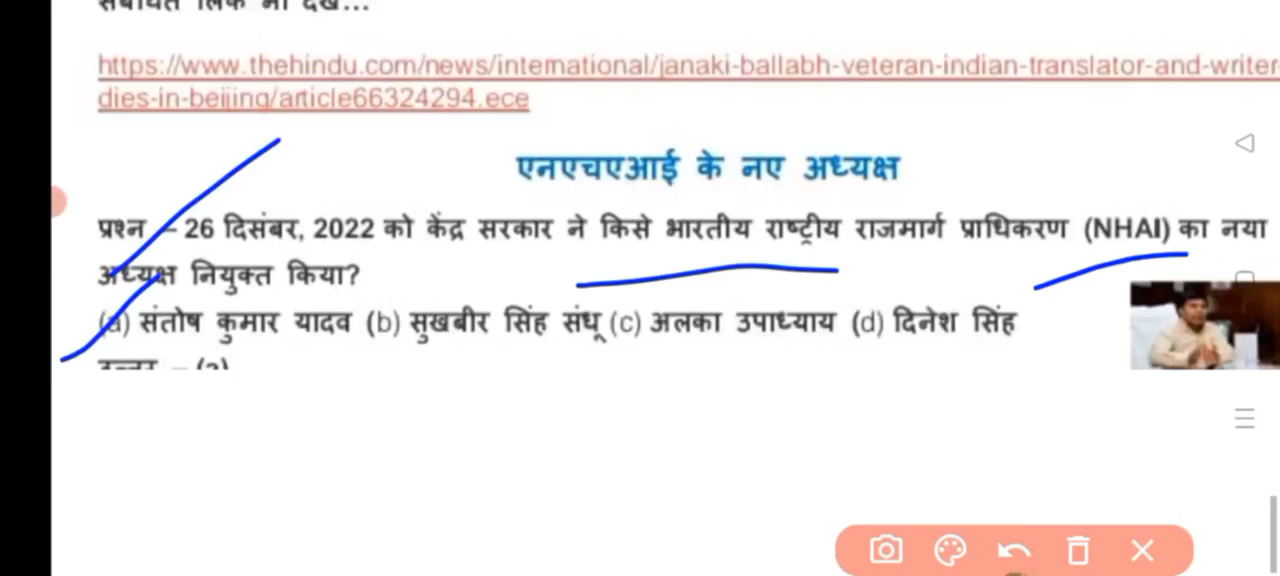 संबंधित लिंक भी देखें...
https://www.thehindu.com/news/international/janaki-ballabh-veteran-indian-translator-and-writer-
dies-in-beijing/article66324294.ece
एनएचएआई के नए अध्यक्ष
प्रश्न – 26 दिसंबर, 2022 को केंद्र सरकार ने किसे भारतीय राष्ट्रीय राजमार्ग प्राधिकरण (NHAI) का नया
अध्यक्ष नियुक्त किया?
(a) संतोष कुमार यादव (b) सुखबीर सिंह संधू (c) अलका उपाध्याय (d) दिनेश सिंह
उत्तर – (a)